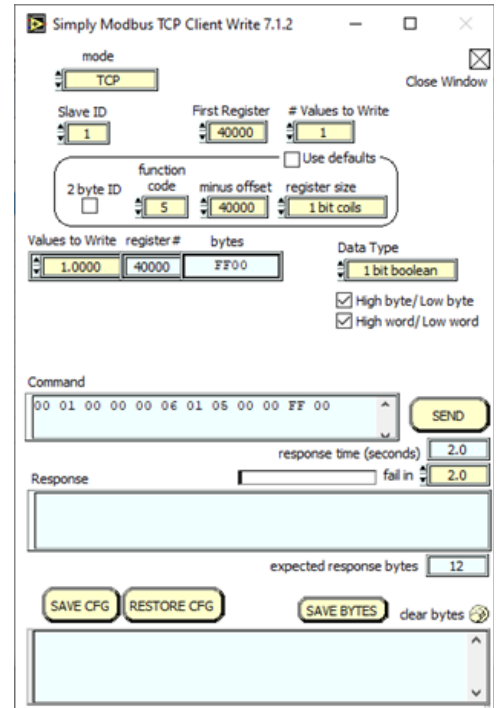 Simply Modbus TCP Client Write 7.1.2
mode
TCP
Close Window
Slave ID First Register # Values to Write
1 40000 1
Use defaults
2 byte ID function code minus offset register size
5 40000 1 bit coils
Values to Write register# bytes
1.0000 40000 FF00
Data Type
1 bit boolean
High byte/Low byte
High word/Low word
Command
00 01 00 00 00 06 01 05 00 00 FF 00
SEND
response time (seconds) 2.0
Response fail in 2.0
expected response bytes 12
SAVE CFG RESTORE CFG SAVE BYTES clear bytes